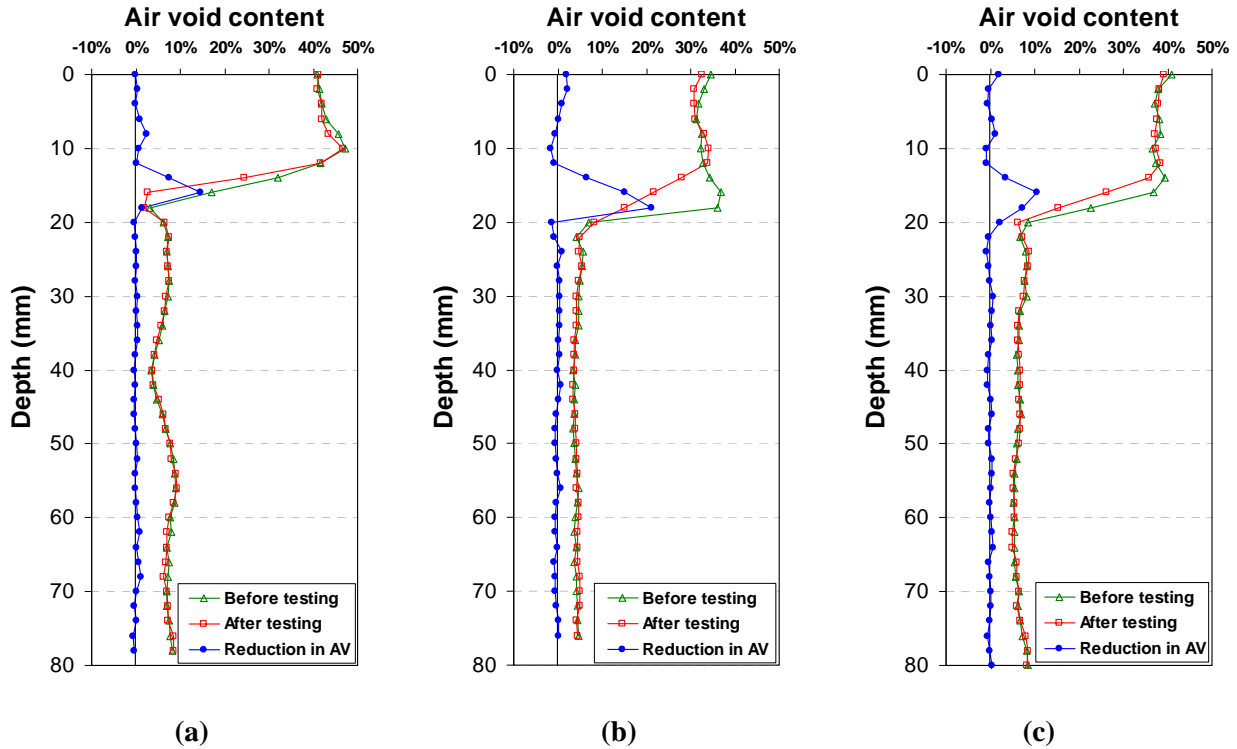 Air void content
-10% 0% 10% 20% 30% 40% 50%
0
10
20
30
40
50
60
70
80
Depth (mm)
Before testing
After testing
Reduction in AV
(a)
Air void content
-10% 0% 10% 20% 30% 40% 50%
0
10
20
30
40
50
60
70
80
Depth (mm)
Before testing
After testing
Reduction in AV
(b)
Air void content
-10% 0% 10% 20% 30% 40% 50%
0
10
20
30
40
50
60
70
80
Depth (mm)
Before testing
After testing
Reduction in AV
(c)